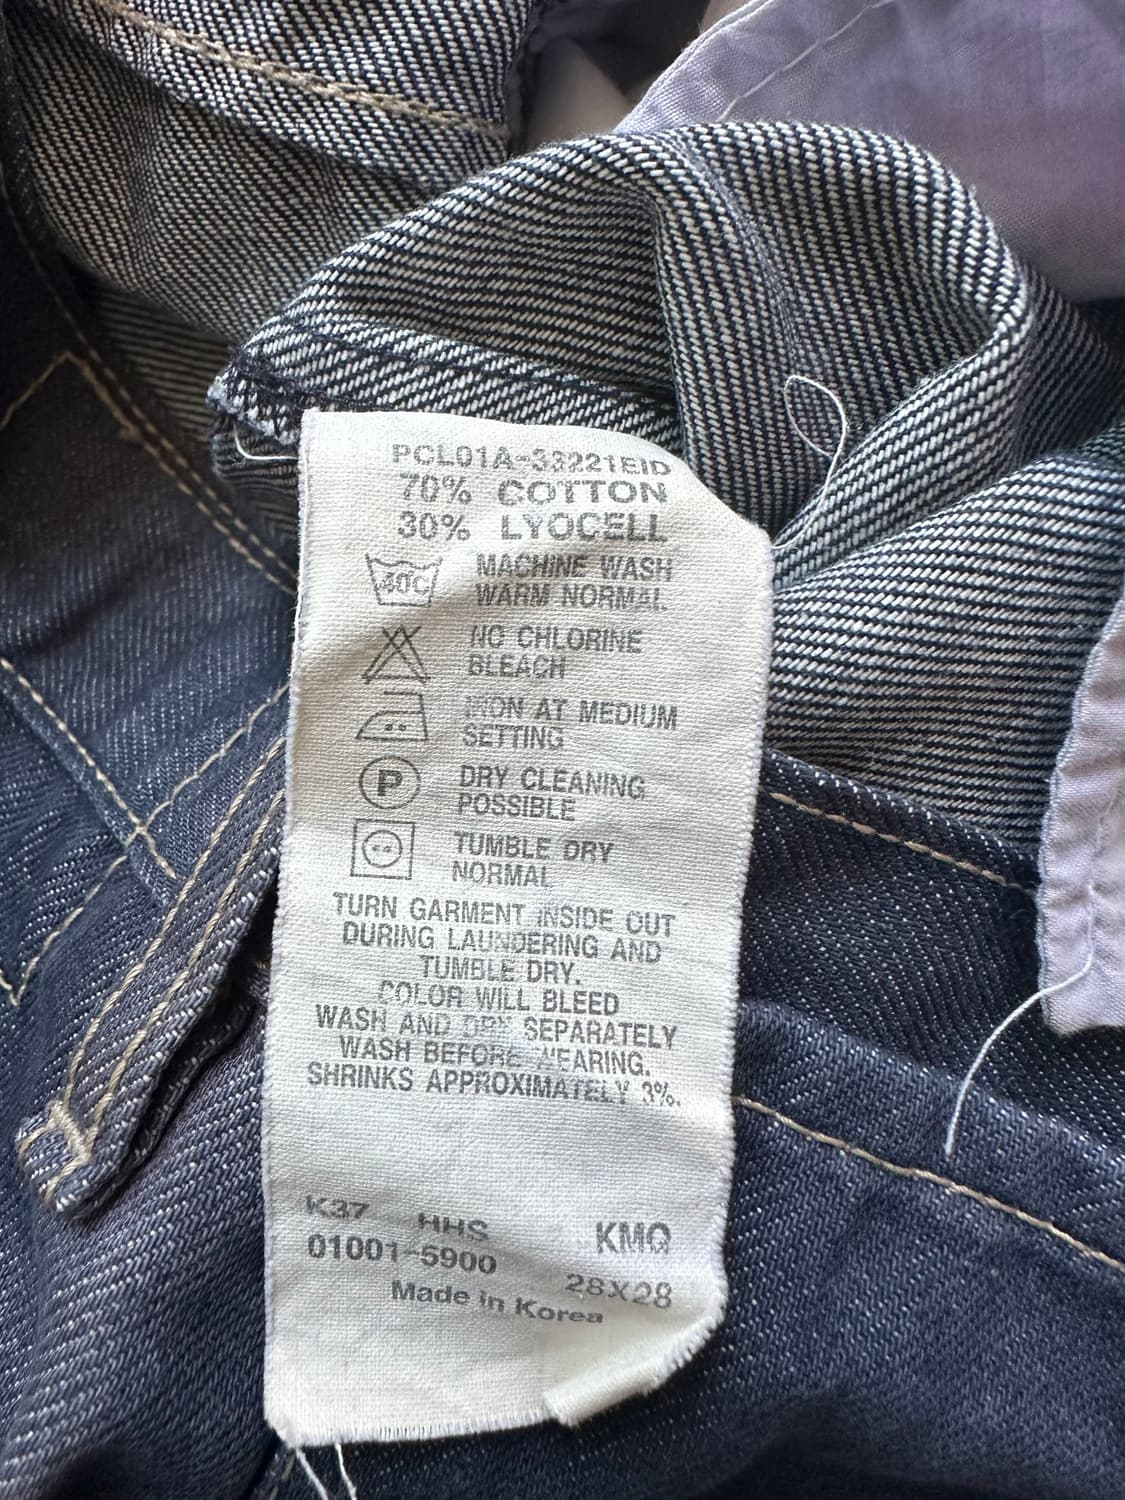 PCL01A-33221EID
70% COTTON
30% LYOCELL
40C
MACHINE WASH
WARM NORMAL
NO CHLORINE
BLEACH
IRON AT MEDIUM
SETTING
P
DRY CLEANING
POSSIBLE
TUMBLE DRY
NORMAL
TURN GARMENT INSIDE OUT
DURING LAUNDERING AND
TUMBLE DRY.
COLOR WILL BLEED
WASH AND DRY SEPARATELY
WASH BEFORE WEARING.
SHRINKS APPROXIMATELY 3%.
K37 HHS KMQ
01001-5900 28X28
Made in Korea